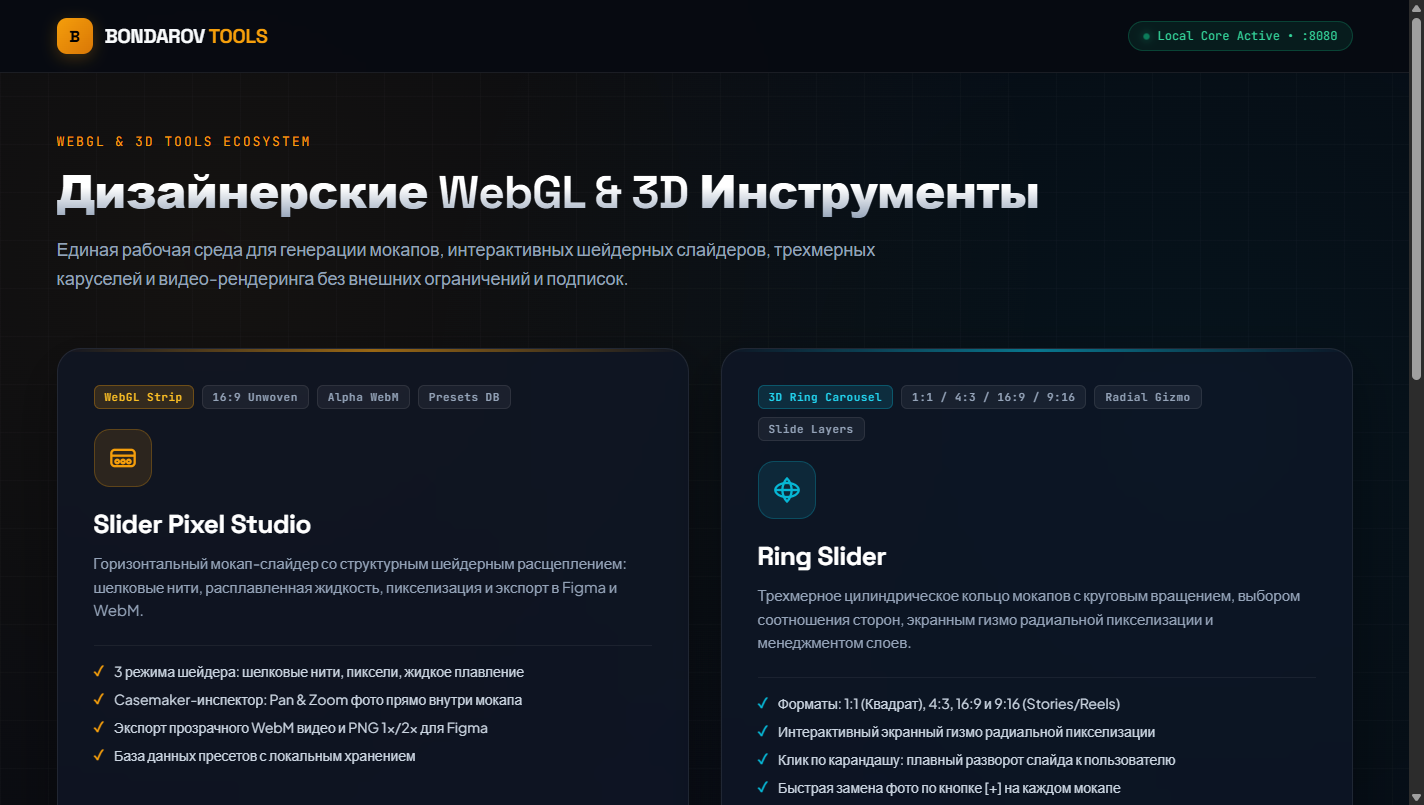 B BONDAROV TOOLS
Local Core Active • :8080
WEBGL & 3D TOOLS ECOSYSTEM
Дизайнерские WebGL & 3D Инструменты
Единая рабочая среда для генерации мокапов, интерактивных шейдерных слайдеров, трехмерных
каруселей и видео-рендеринга без внешних ограничений и подписок.
WebGL Strip 16:9 Unwoven Alpha WebM Presets DB
Slider Pixel Studio
Горизонтальный мокап-слайдер со структурным шейдерным расщеплением:
шелковые нити, расплавленная жидкость, пикселизация и экспорт в Figma и
WebM.
✓ 3 режима шейдера: шелковые нити, пиксели, жидкое плавление
✓ Casemaker-инспектор: Pan & Zoom фото прямо внутри мокапа
✓ Экспорт прозрачного WebM видео и PNG 1x/2x для Figma
✓ База данных пресетов с локальным хранением
3D Ring Carousel 1:1 / 4:3 / 16:9 / 9:16 Radial Gizmo
Slide Layers
Ring Slider
Трехмерное цилиндрическое кольцо мокапов с круговым вращением, выбором
соотношения сторон, экранным гизмо радиальной пикселизации и
менеджментом слоев.
✓ Форматы: 1:1 (Квадрат), 4:3, 16:9 и 9:16 (Stories/Reels)
✓ Интерактивный экранный гизмо радиальной пикселизации
✓ Клик по карандашу: плавный разворот слайда к пользователю
✓ Быстрая замена фото по кнопке [+] на каждом мокапе